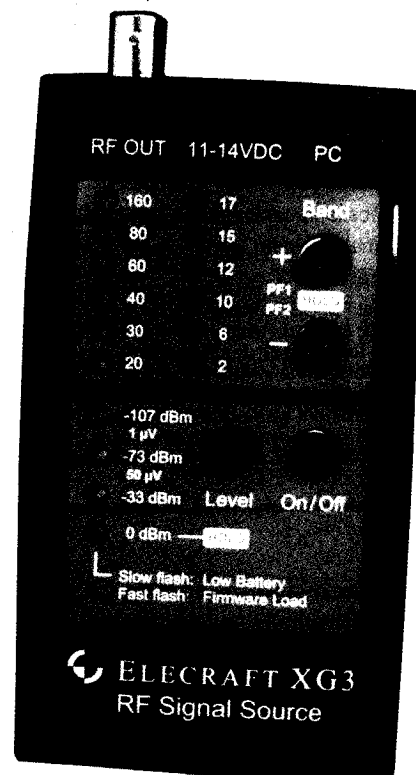 RF OUT 11-14VDC PC
160 17 Band
80 15
+
60 12
PF1 HOLD
40 10
PF2
30 6
-
20 2
-107 dBm
1 µV
-73 dBm
50 µV
-33 dBm Level On/Off
0 dBm HOLD
Slow flash: Low Battery
Fast flash: Firmware Load
ELECRAFT XG3
RF Signal Source